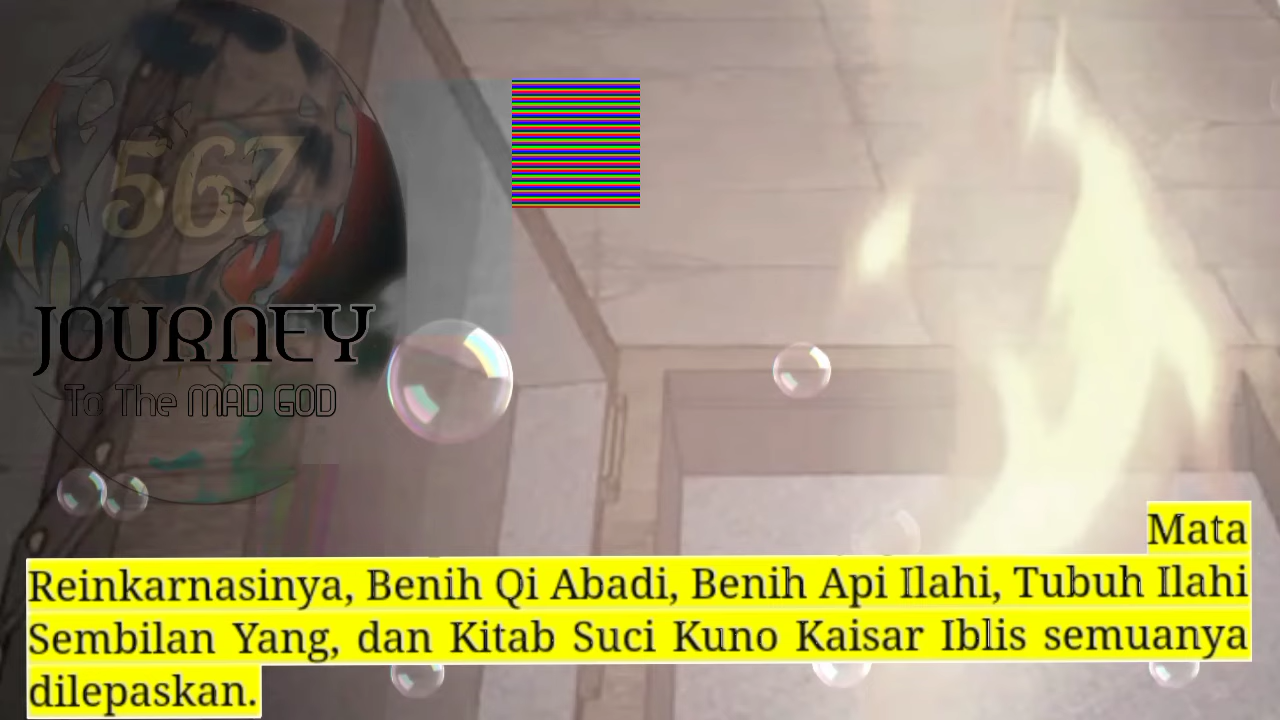 567
JOURNEY
To The MAD GOD
Mata
Reinkarnasinya, Benih Qi Abadi, Benih Api Ilahi, Tubuh Ilahi
Sembilan Yang, dan Kitab Suci Kuno Kaisar Iblis semuanya
dilepaskan.